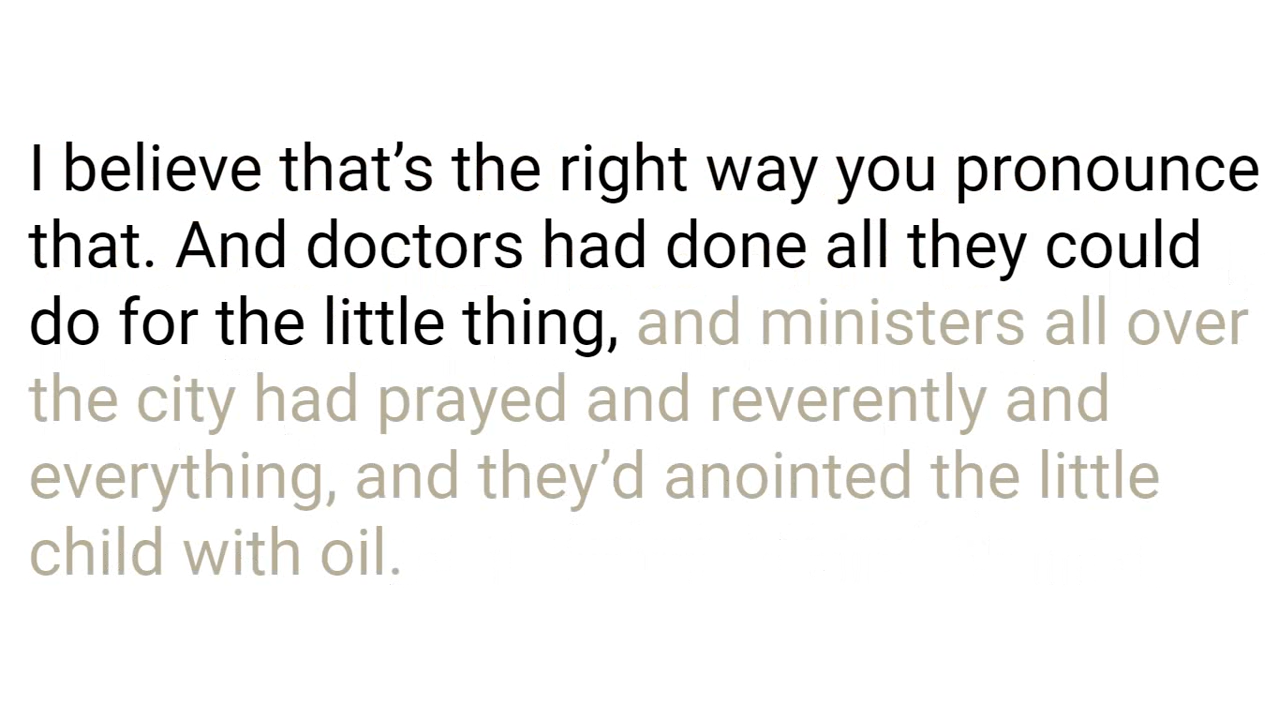 I believe that’s the right way you pronounce
that. And doctors had done all they could
do for the little thing, and ministers all over
the city had prayed and reverently and
everything, and they’d anointed the little
child with oil.